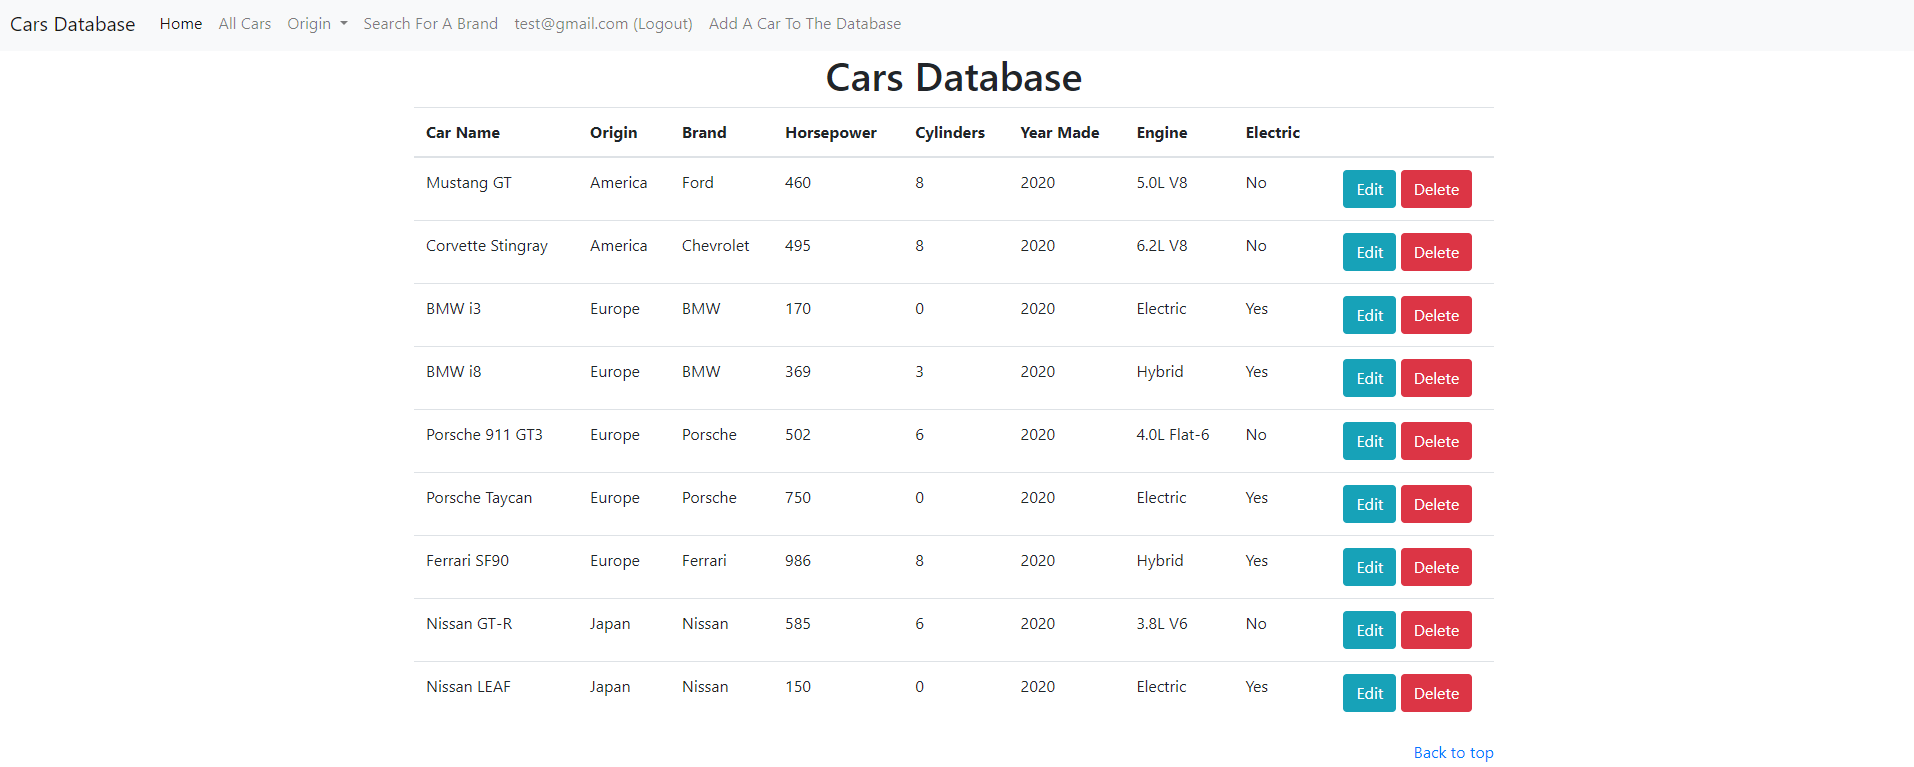 Cars Database Home All Cars Origin Search For A Brand test@gmail.com (Logout) Add A Car To The Database
Cars Database
Car Name Origin Brand Horsepower Cylinders Year Made Engine Electric
Mustang GT America Ford 460 8 2020 5.0L V8 No Edit Delete
Corvette Stingray America Chevrolet 495 8 2020 6.2L V8 No Edit Delete
BMW i3 Europe BMW 170 0 2020 Electric Yes Edit Delete
BMW i8 Europe BMW 369 3 2020 Hybrid Yes Edit Delete
Porsche 911 GT3 Europe Porsche 502 6 2020 4.0L Flat-6 No Edit Delete
Porsche Taycan Europe Porsche 750 0 2020 Electric Yes Edit Delete
Ferrari SF90 Europe Ferrari 986 8 2020 Hybrid Yes Edit Delete
Nissan GT-R Japan Nissan 585 6 2020 3.8L V6 No Edit Delete
Nissan LEAF Japan Nissan 150 0 2020 Electric Yes Edit Delete
Back to top